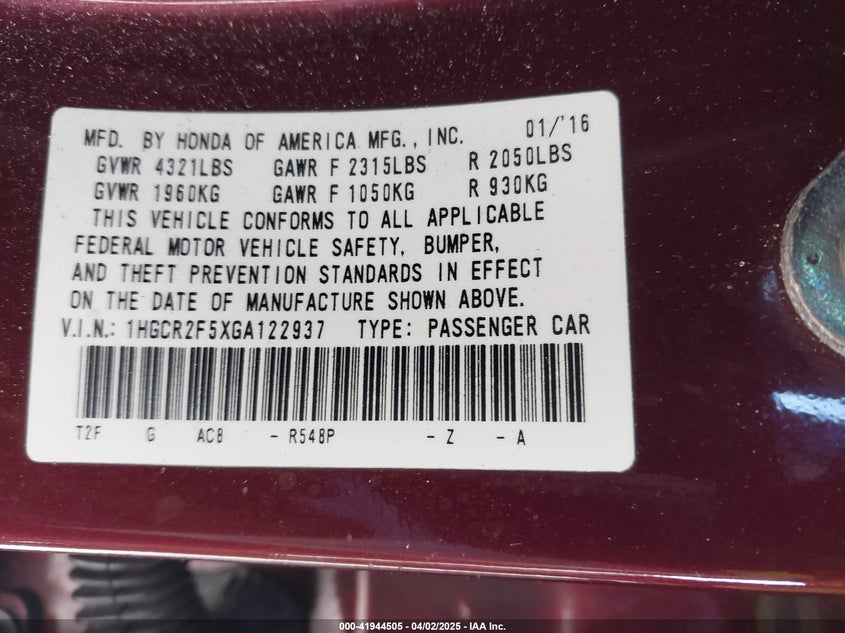 MFD. BY HONDA OF AMERICA MFG., INC. 01/'16
GVWR 4321LBS GAWR F 2315LBS R 2050LBS
GVWR 1960KG GAWR F 1050KG R 930KG
THIS VEHICLE CONFORMS TO ALL APPLICABLE
FEDERAL MOTOR VEHICLE SAFETY, BUMPER,
AND THEFT PREVENTION STANDARDS IN EFFECT
ON THE DATE OF MANUFACTURE SHOWN ABOVE.
V.I.N.: 1HGCR2F5XGA122937 TYPE: PASSENGER CAR
T2F G AC8 - R548P - Z - A
000-41944505 - 04/02/2025 - IAA Inc.